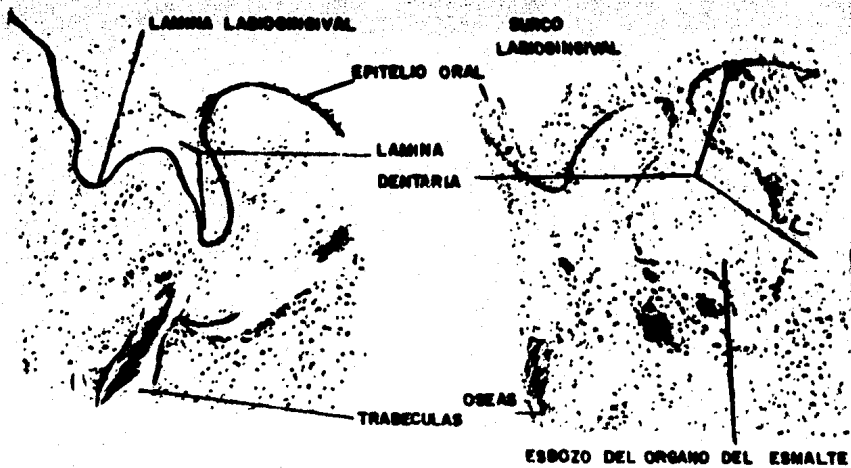 LAMINA LABIOGINGIVAL
SURCO
LABIOGINGIVAL
EPITELIO ORAL
LAMINA
DENTARIA
OSEAS
TRABECULAS
ESBOZO DEL ORGANO DEL ESMALTE